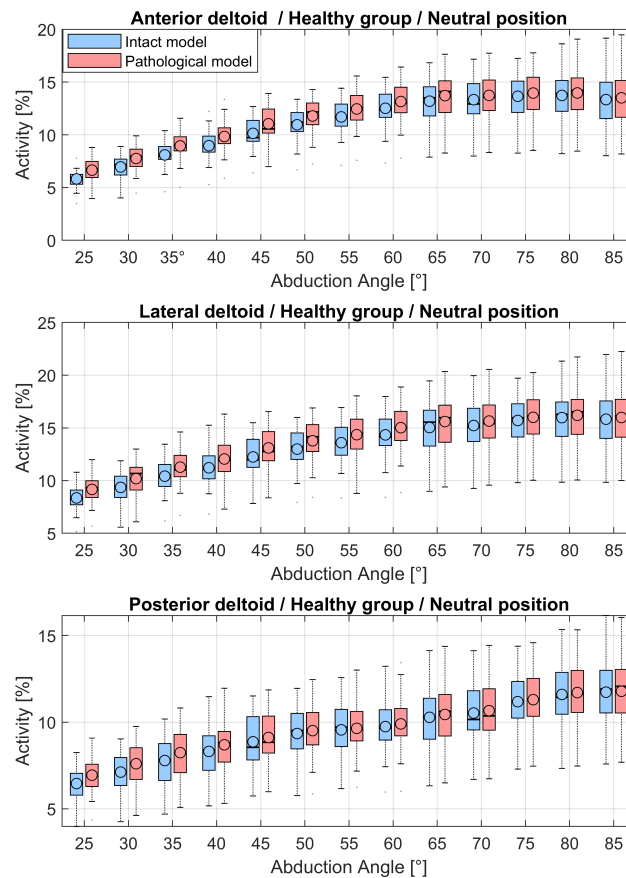 Anterior deltoid / Healthy group / Neutral position
20
15
10
5
0
Activity [%]
Intact model
Pathological model
25 30 35° 40 45 50 55 60 65 70 75 80 85
Abduction Angle [°]
Lateral deltoid / Healthy group / Neutral position
25
20
15
10
5
Activity [%]
25 30 35 40 45 50 55 60 65 70 75 80 85
Abduction Angle [°]
Posterior deltoid / Healthy group / Neutral position
15
10
5
Activity [%]
25 30 35 40 45 50 55 60 65 70 75 80 85
Abduction Angle [°]